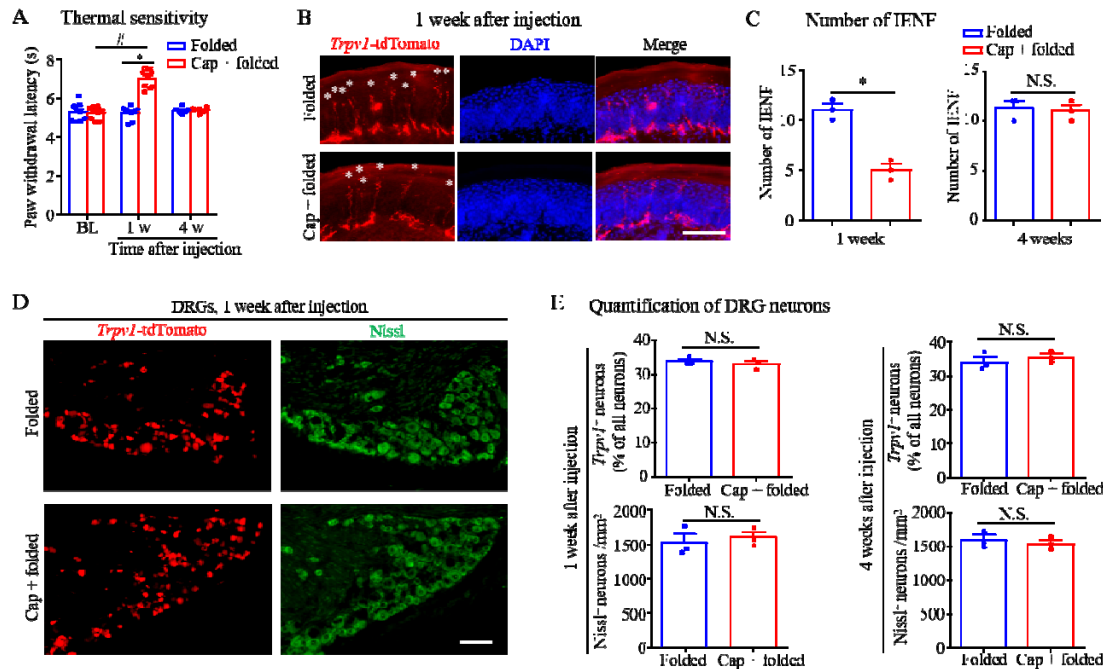 A
Thermal sensitivity
Paw withdrawal latency (s)
10
8
6
4
2
0
#
*
Folded
Cap + folded
BL
1 w
4 w
Time after injection
B
1 week after injection
Trpv1-tdTomato
DAPI
Merge
Folded
Cap + folded
C
Number of IENF
Folded
Cap + folded
Number of IENF
15
10
5
0
*
1 week
Number of IENF
15
10
5
0
N.S.
4 weeks
D
DRGs, 1 week after injection
Trpv1-tdTomato
Nissl
Folded
Cap + folded
E
Quantification of DRG neurons
1 week after injection
Trpv1⁺ neurons
(% of all neurons)
40
30
20
10
0
N.S.
Folded
Cap + folded
Nissl⁺ neurons /mm²
2000
1500
1000
500
0
N.S.
Folded
Cap + folded
4 weeks after injection
Trpv1⁺ neurons
(% of all neurons)
40
30
20
10
0
N.S.
Folded
Cap + folded
Nissl⁺ neurons /mm²
2000
1500
1000
500
0
N.S.
Folded
Cap + folded